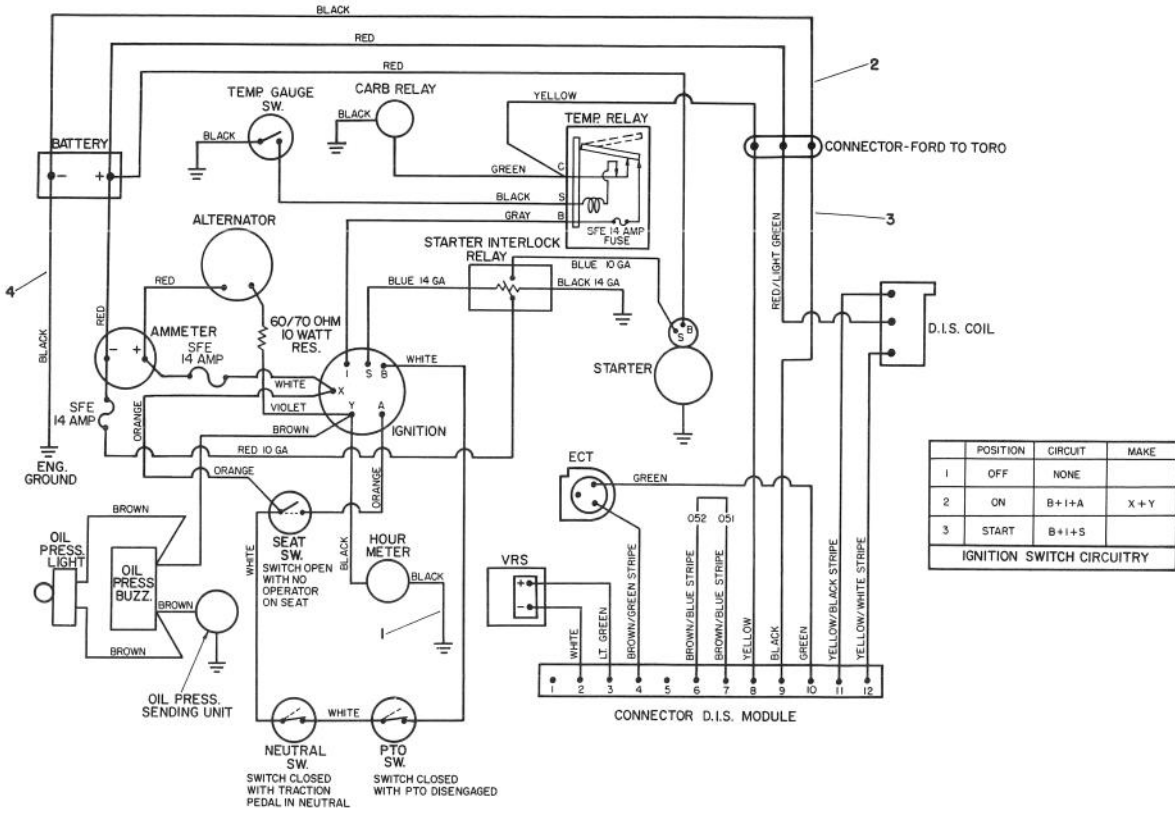 BLACK
RED
RED
2
TEMP. GAUGE
SW.
CARB RELAY
YELLOW
BLACK
TEMP. RELAY
BLACK
BATTERY
- +
CONNECTOR-FORD TO TORO
GREEN
C
BLACK
S
GRAY
B
SFE 14 AMP
FUSE
3
ALTERNATOR
STARTER INTERLOCK
RELAY
BLUE 10 GA
BLUE 14 GA
BLACK 14 GA
RED/LIGHT GREEN
4
RED
RED
BLACK
60/70 OHM
10 WATT
RES.
AMMETER
- +
SFE
14 AMP
S B
STARTER
D.I.S. COIL
I S B
WHITE
WHITE
X
ORANGE
SFE
14 AMP
VIOLET
Y A
BROWN
IGNITION
RED 10 GA
ENG.
GROUND
ORANGE
ORANGE
ECT
GREEN
POSITION CIRCUIT MAKE
1 OFF NONE
2 ON B+I+A X+Y
3 START B+I+S
IGNITION SWITCH CIRCUITRY
BROWN
OIL
PRESS.
LIGHT
OIL
PRESS
BUZZ.
BROWN
BROWN
OIL PRESS.
SENDING UNIT
WHITE
SEAT
SW.
SWITCH OPEN
WITH NO
OPERATOR
ON SEAT
BLACK
HOUR
METER
BLACK
1
052 051
VRS
+
-
WHITE
LT. GREEN
BROWN/GREEN STRIPE
BROWN/BLUE STRIPE
BROWN/BLUE STRIPE
YELLOW
BLACK
GREEN
YELLOW/BLACK STRIPE
YELLOW/WHITE STRIPE
1 2 3 4 5 6 7 8 9 10 11 12
CONNECTOR D.I.S. MODULE
WHITE
NEUTRAL
SW.
SWITCH CLOSED
WITH TRACTION
PEDAL IN NEUTRAL
PTO
SW.
SWITCH CLOSED
WITH PTO DISENGAGED